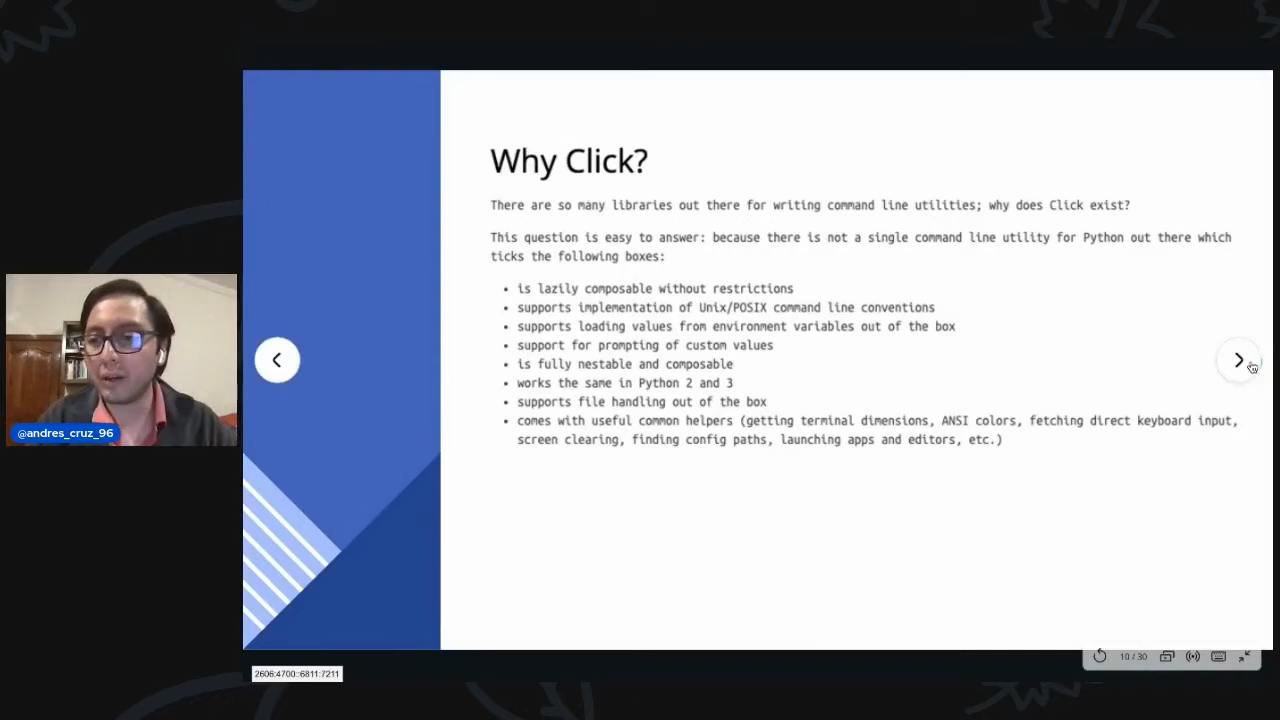 Why Click?
There are so many libraries out there for writing command line utilities; why does Click exist?
This question is easy to answer: because there is not a single command line utility for Python out there which
ticks the following boxes:
• is lazily composable without restrictions
• supports implementation of Unix/POSIX command line conventions
• supports loading values from environment variables out of the box
• support for prompting of custom values
• is fully nestable and composable
• works the same in Python 2 and 3
• supports file handling out of the box
• comes with useful common helpers (getting terminal dimensions, ANSI colors, fetching direct keyboard input,
screen clearing, finding config paths, launching apps and editors, etc.)
@andres_cruz_96
10 / 30
2606:4700::6811:7211